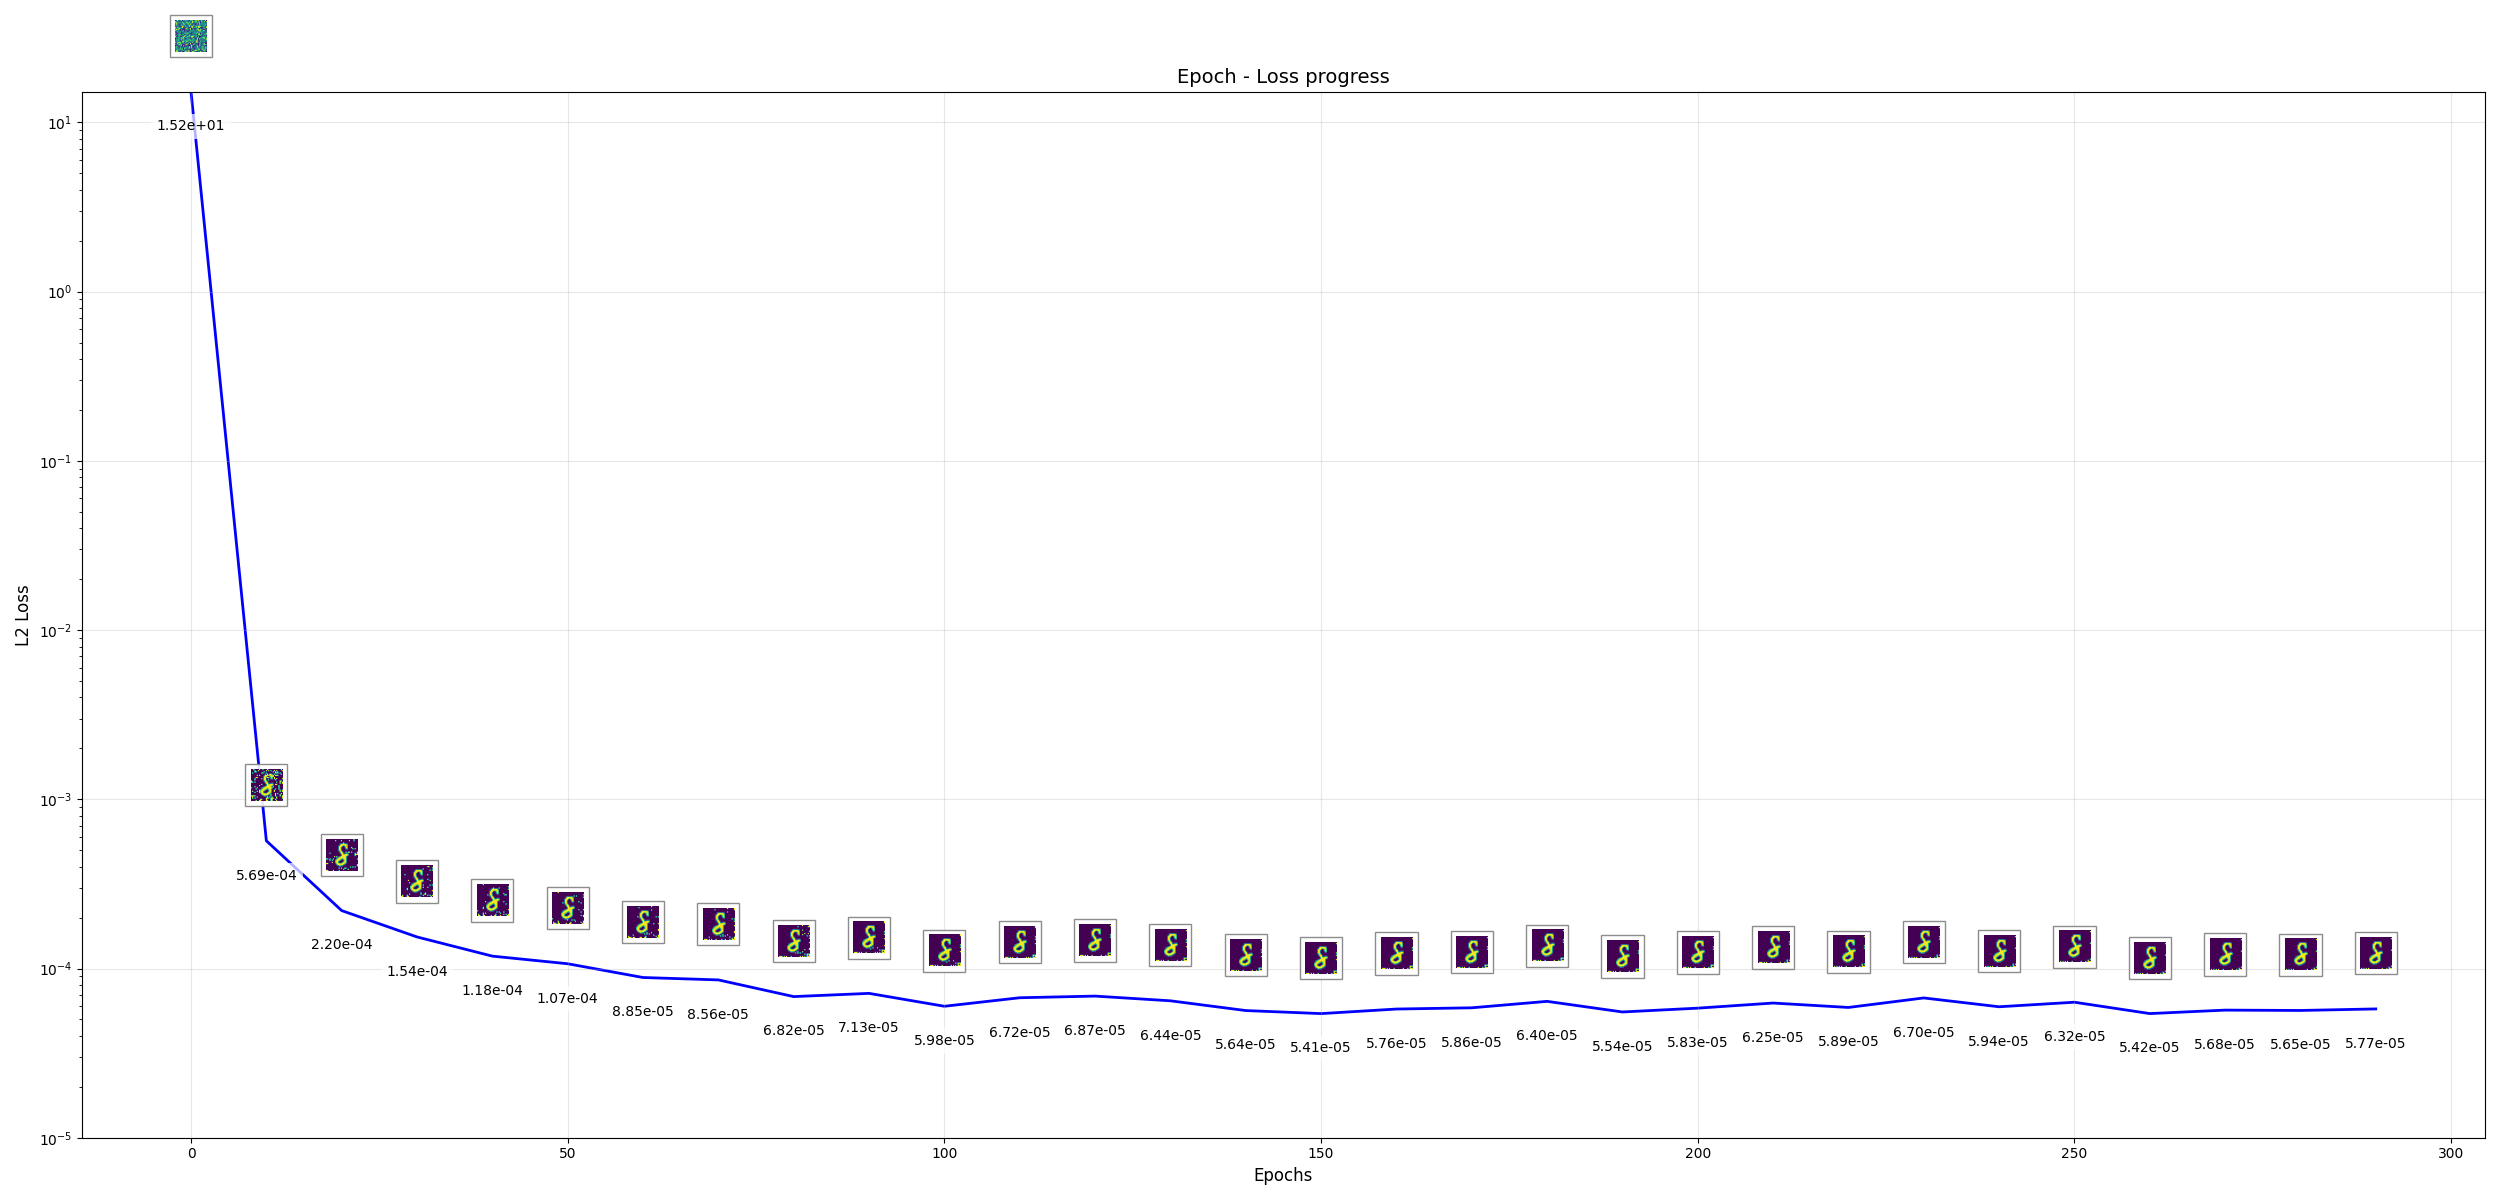 Epoch - Loss progress
10¹
10⁰
10⁻¹
10⁻²
10⁻³
10⁻⁴
10⁻⁵
L2 Loss
1.52e+01
5.69e-04
2.20e-04
1.54e-04
1.18e-04
1.07e-04
8.85e-05
8.56e-05
6.82e-05
7.13e-05
5.98e-05
6.72e-05
6.87e-05
6.44e-05
5.64e-05
5.41e-05
5.76e-05
5.86e-05
6.40e-05
5.54e-05
5.83e-05
6.25e-05
5.89e-05
6.70e-05
5.94e-05
6.32e-05
5.42e-05
5.68e-05
5.65e-05
5.77e-05
0 50 100 150 200 250 300
Epochs